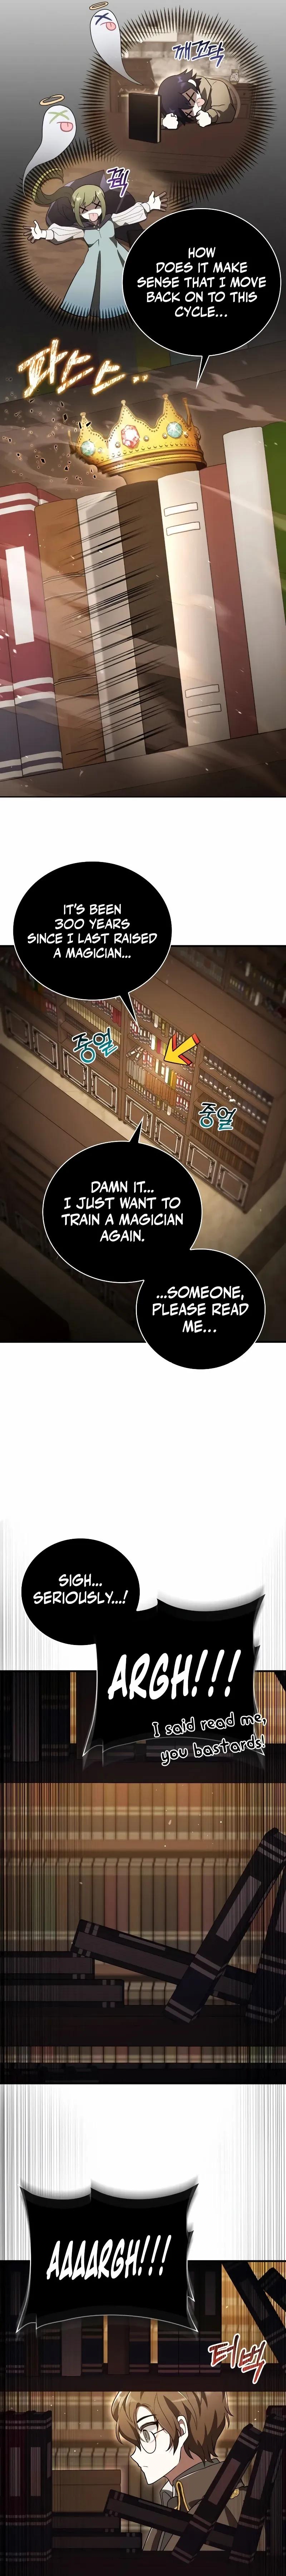 깨꼬닥
꽥
HOW
DOES IT MAKE
SENSE THAT I MOVE
BACK ON TO THIS
CYCLE...
파스스..
IT'S BEEN
300 YEARS
SINCE I LAST RAISED
A MAGICIAN...
중얼
중얼
DAMN IT...
I JUST WANT TO
TRAIN A MAGICIAN
AGAIN.
...SOMEONE,
PLEASE READ
ME...
SIGH...
SERIOUSLY...!
ARGH!!!
I said read me,
you bastards!
AAAARGH!!!
터벅